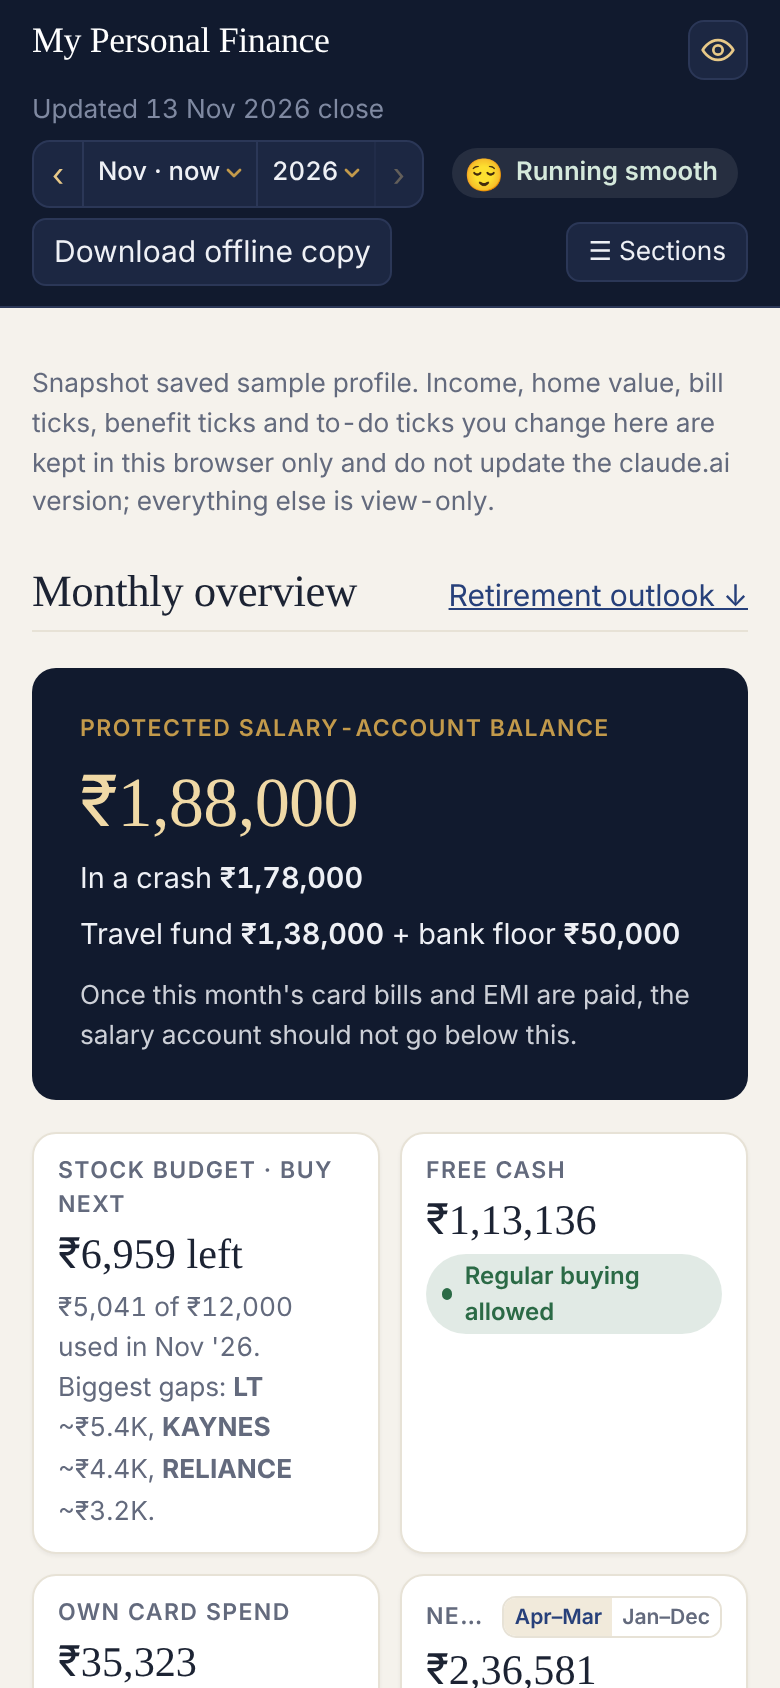 My Personal Finance
Updated 13 Nov 2026 close
‹ Nov · now 2026 ›
Running smooth
Download offline copy
☰ Sections
Snapshot saved sample profile. Income, home value, bill
ticks, benefit ticks and to-do ticks you change here are
kept in this browser only and do not update the claude.ai
version; everything else is view-only.
Monthly overview
Retirement outlook ↓
PROTECTED SALARY-ACCOUNT BALANCE
₹1,88,000
In a crash ₹1,78,000
Travel fund ₹1,38,000 + bank floor ₹50,000
Once this month's card bills and EMI are paid, the
salary account should not go below this.
STOCK BUDGET · BUY
NEXT
₹6,959 left
₹5,041 of ₹12,000
used in Nov '26.
Biggest gaps: LT
~₹5.4K, KAYNES
~₹4.4K, RELIANCE
~₹3.2K.
FREE CASH
₹1,13,136
Regular buying
allowed
OWN CARD SPEND
₹35,323
NE... Apr–Mar Jan–Dec
₹2,36,581